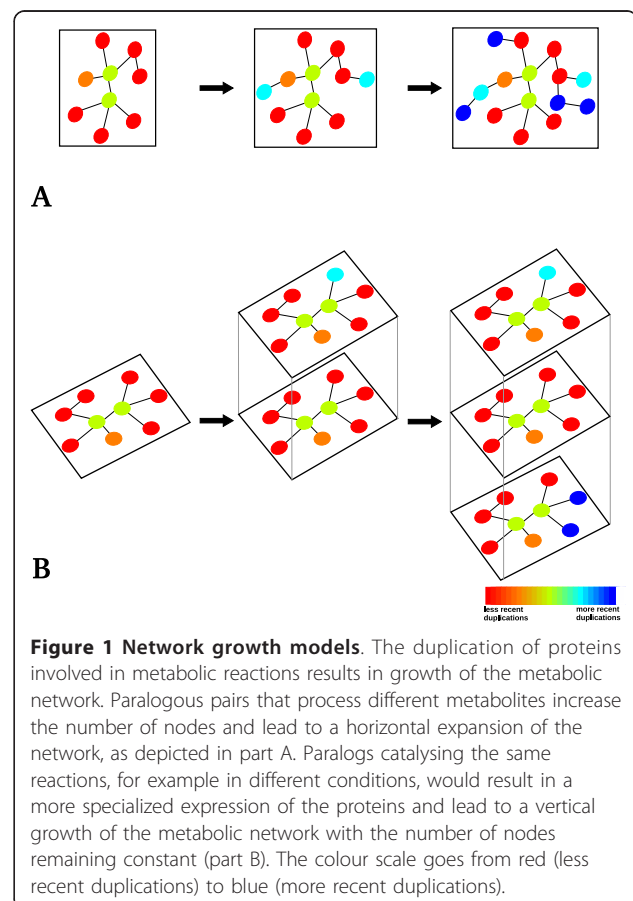 A
B
less recent
duplications
more recent
duplications
Figure 1 Network growth models. The duplication of proteins
involved in metabolic reactions results in growth of the metabolic
network. Paralogous pairs that process different metabolites increase
the number of nodes and lead to a horizontal expansion of the
network, as depicted in part A. Paralogs catalysing the same
reactions, for example in different conditions, would result in a
more specialized expression of the proteins and lead to a vertical
growth of the metabolic network with the number of nodes
remaining constant (part B). The colour scale goes from red (less
recent duplications) to blue (more recent duplications).